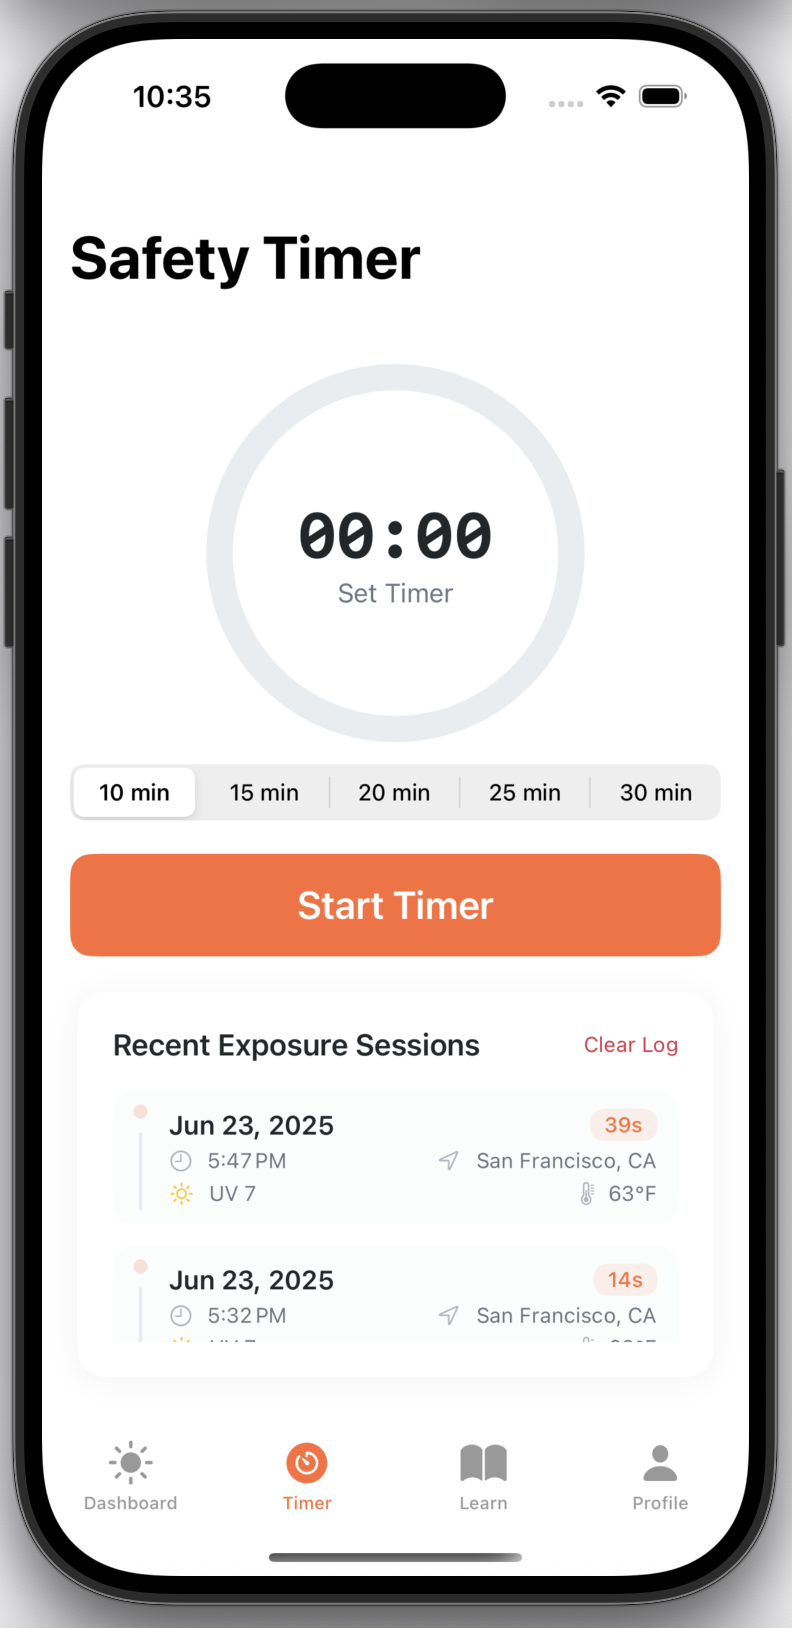 10:35
Safety Timer
00:00
Set Timer
10 min 15 min 20 min 25 min 30 min
Start Timer
Recent Exposure Sessions Clear Log
Jun 23, 2025 39s
5:47 PM San Francisco, CA
UV 7 63°F
Jun 23, 2025 14s
5:32 PM San Francisco, CA
Dashboard Timer Learn Profile